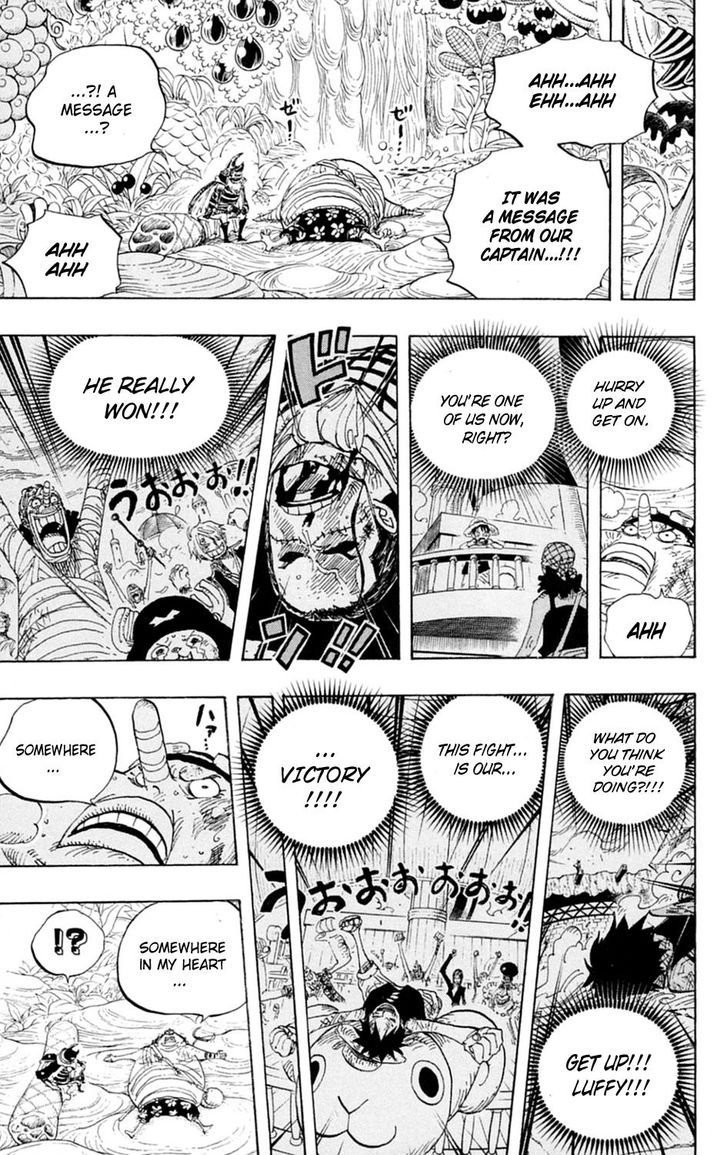 AHH...AHH
EHH...AHH
IT WAS
A MESSAGE
FROM OUR
CAPTAIN...!!!
ゼー!
ゼー!
...?! A
MESSAGE
...?
AHH
AHH
HURRY
UP AND
GET ON.
AHH
YOU'RE ONE
OF US NOW,
RIGHT?
ドン!!
HE REALLY
WON!!!
うおおお!!
WHAT DO
YOU THINK
YOU'RE
DOING?!!!
GET UP!!!
LUFFY!!!
THIS FIGHT...
IS OUR...
...
VICTORY
!!!!
うおおおおおお!!
SOMEWHERE
...
SOMEWHERE
IN MY HEART
...
!?